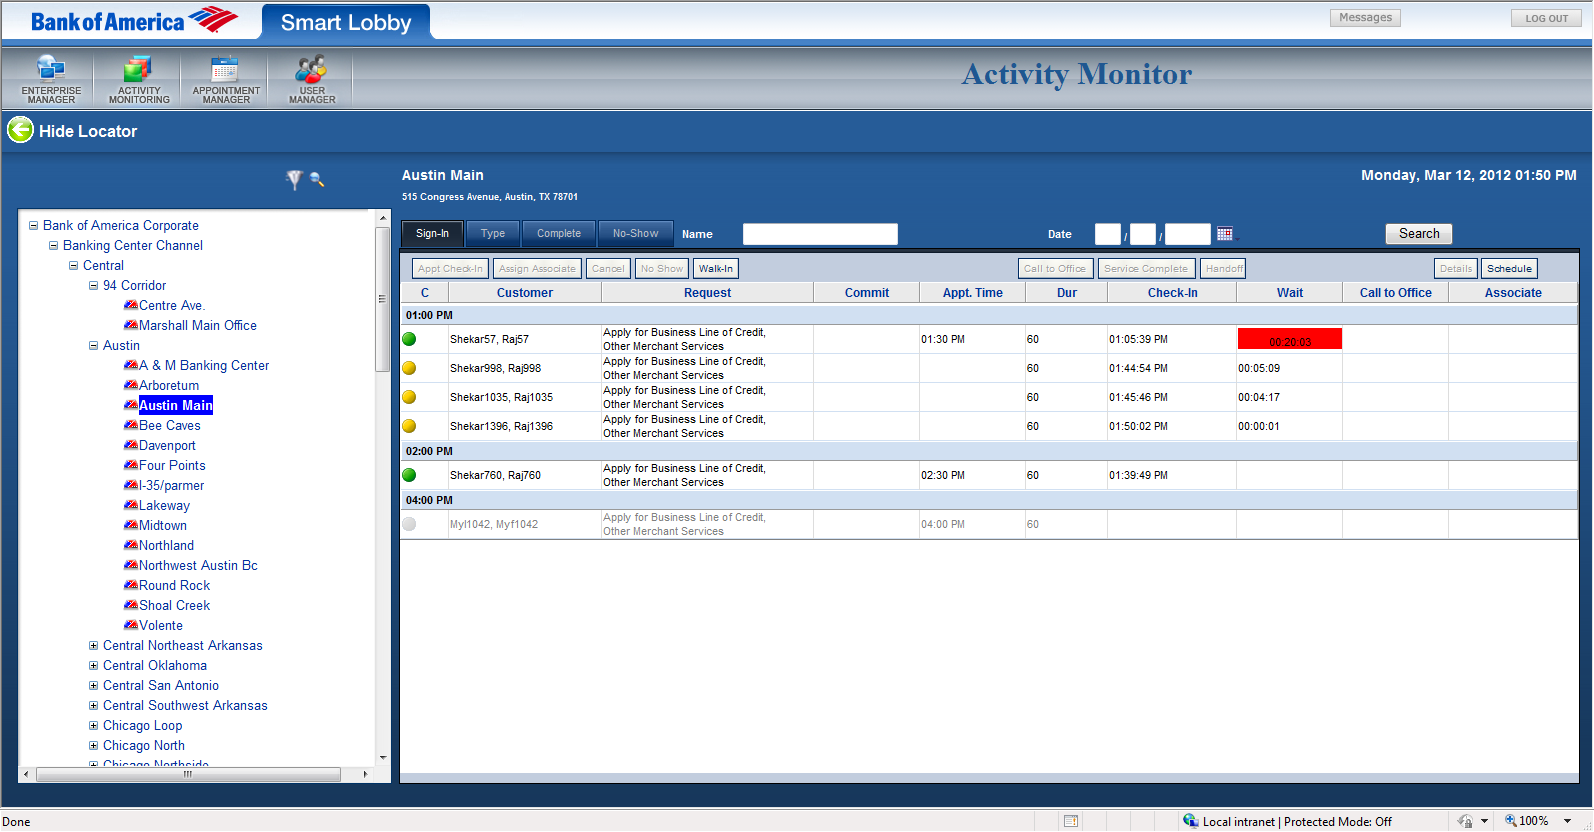 Bank of America
Smart Lobby
Messages
LOG OUT
ENTERPRISE MANAGER
ACTIVITY MONITORING
APPOINTMENT MANAGER
USER MANAGER
Activity Monitor
Hide Locator
Austin Main
Monday, Mar 12, 2012 01:50 PM
515 Congress Avenue, Austin, TX 78701
Bank of America Corporate
Banking Center Channel
Central
94 Corridor
Centre Ave.
Marshall Main Office
Austin
A & M Banking Center
Arboretum
Austin Main
Bee Caves
Davenport
Four Points
I-35/parmer
Lakeway
Midtown
Northland
Northwest Austin Bc
Round Rock
Shoal Creek
Volente
Central Northeast Arkansas
Central Oklahoma
Central San Antonio
Central Southwest Arkansas
Chicago Loop
Chicago North
Chicago Northside
Sign-In Type Complete No-Show Name Date / / Search
Appt Check-In Assign Associate Cancel No Show Walk-In Call to Office Service Complete Handoff Details Schedule
C Customer Request Commit Appt. Time Dur Check-In Wait Call to Office Associate
01:00 PM
Shekar57, Raj57 Apply for Business Line of Credit, 01:30 PM 60 01:05:39 PM 00:20:03
Other Merchant Services
Shekar998, Raj998 Apply for Business Line of Credit, 60 01:44:54 PM 00:05:09
Other Merchant Services
Shekar1035, Raj1035 Apply for Business Line of Credit, 60 01:45:46 PM 00:04:17
Other Merchant Services
Shekar1396, Raj1396 Apply for Business Line of Credit, 60 01:50:02 PM 00:00:01
Other Merchant Services
02:00 PM
Shekar760, Raj760 Apply for Business Line of Credit, 02:30 PM 60 01:39:49 PM
Other Merchant Services
04:00 PM
Myl1042, Myf1042 Apply for Business Line of Credit, 04:00 PM 60
Other Merchant Services
Done
Local intranet | Protected Mode: Off
100%